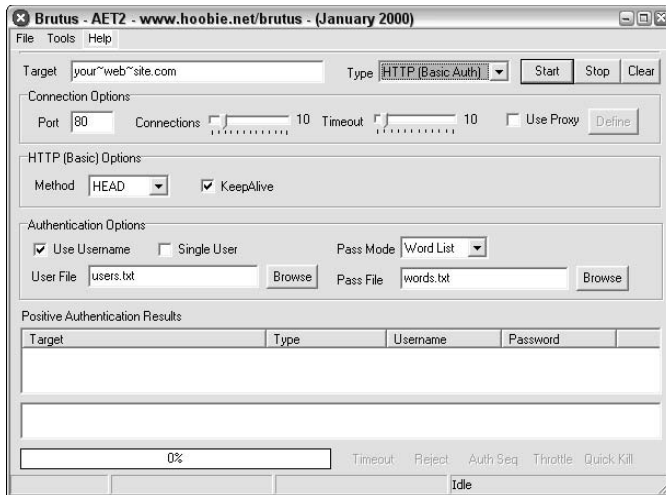 Brutus - AET2 - www.hoobie.net/brutus - (January 2000)
File Tools Help
Target your~web~site.com Type HTTP (Basic Auth) Start Stop Clear
Connection Options
Port 80 Connections 10 Timeout 10 Use Proxy Define
HTTP (Basic) Options
Method HEAD KeepAlive
Authentication Options
Use Username Single User Pass Mode Word List
User File users.txt Browse Pass File words.txt Browse
Positive Authentication Results
Target Type Username Password
0% Timeout Reject Auth Seq Throttle Quick Kill
Idle